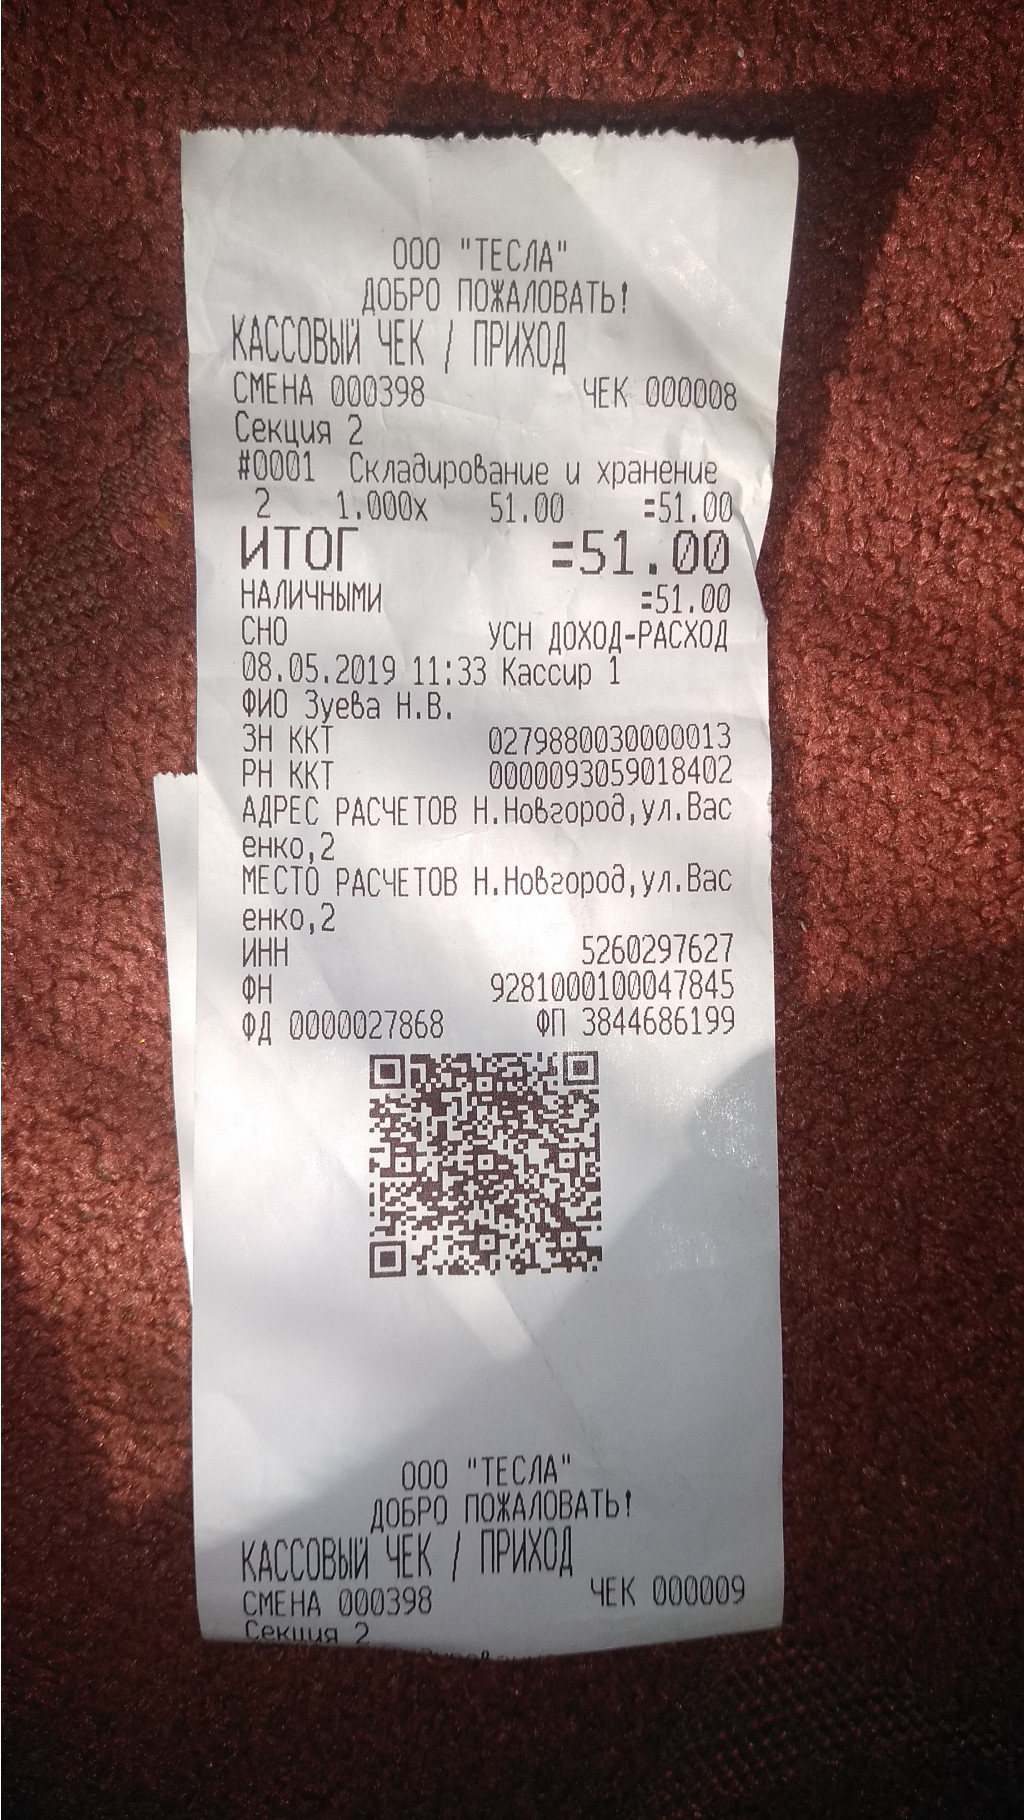 ООО "ТЕСЛА"
ДОБРО ПОЖАЛОВАТЬ!
КАССОВЫЙ ЧЕК / ПРИХОД
СМЕНА 000398 ЧЕК 000008
Секция 2
#0001 Складирование и хранение
2 1.000x 51.00 =51.00
ИТОГ =51.00
НАЛИЧНЫМИ =51.00
СНО УСН ДОХОД-РАСХОД
08.05.2019 11:33 Кассир 1
ФИО Зуева Н.В.
ЗН ККТ 0279880030000013
РН ККТ 0000093059018402
АДРЕС РАСЧЕТОВ Н.Новгород,ул.Вас
енко,2
МЕСТО РАСЧЕТОВ Н.Новгород,ул.Вас
енко,2
ИНН 5260297627
ФН 9281000100047845
ФД 0000027868 ФП 3844686199
ООО "ТЕСЛА"
ДОБРО ПОЖАЛОВАТЬ!
КАССОВЫЙ ЧЕК / ПРИХОД
СМЕНА 000398 ЧЕК 000009
Секция 2